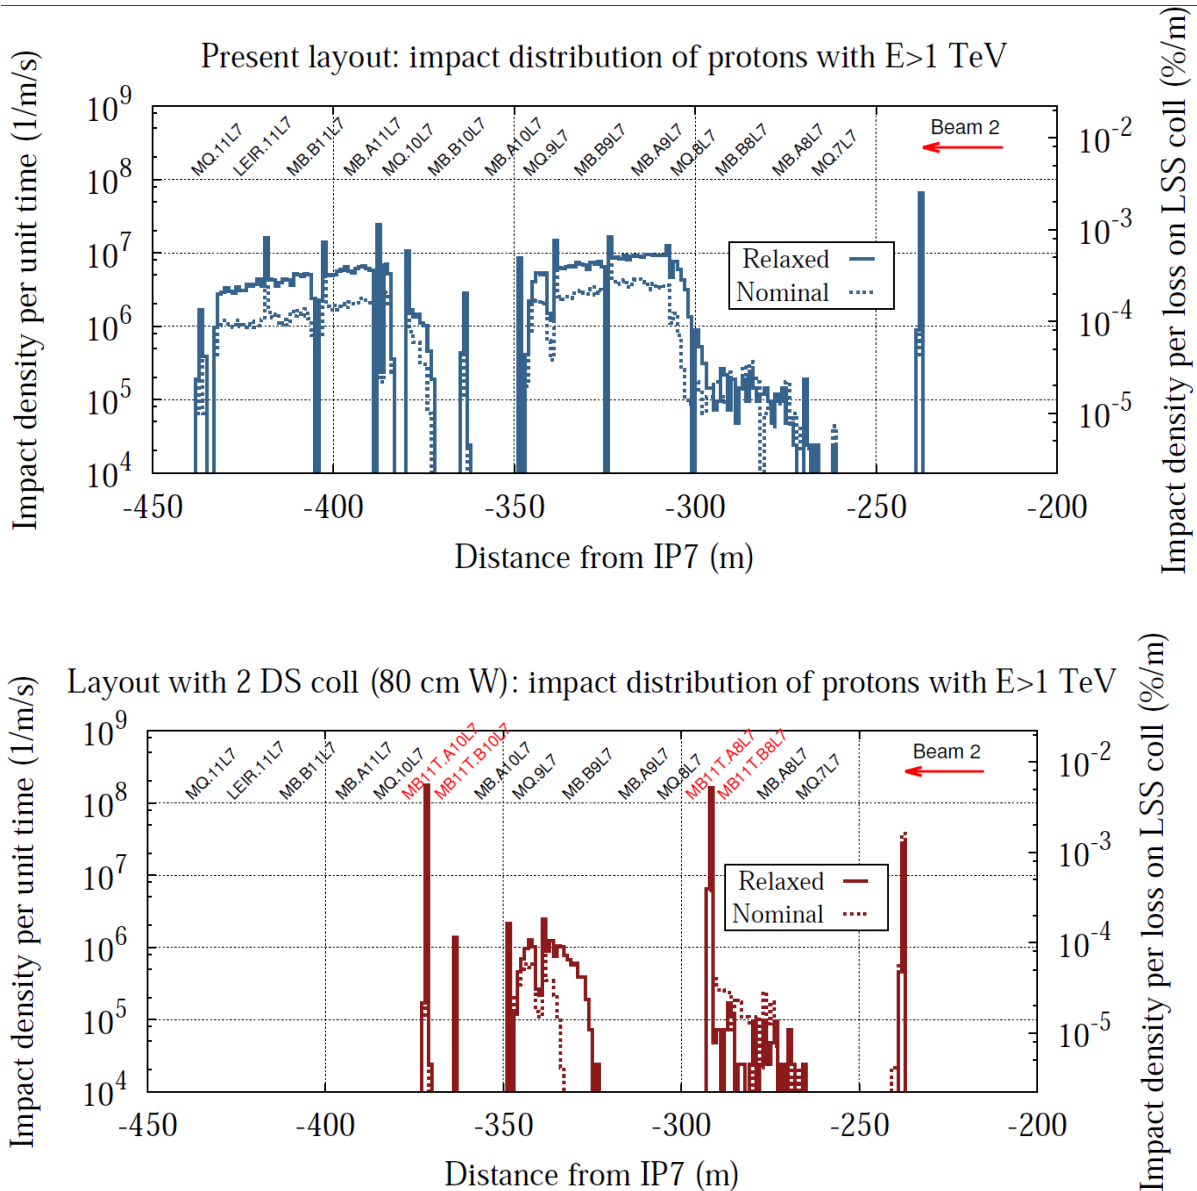 Present layout: impact distribution of protons with E>1 TeV
Impact density per unit time (1/m/s)
10^9
10^8
10^7
10^6
10^5
10^4
MQ.11L7
LEIR.11L7
MB.B11L7
MB.A11L7
MQ.10L7
MB.B10L7
MB.A10L7
MQ.9L7
MB.B9L7
MB.A9L7
MQ.8L7
MB.B8L7
MB.A8L7
MQ.7L7
Beam 2
Relaxed
Nominal
10^-2
10^-3
10^-4
10^-5
Impact density per loss on LSS coll (%/m)
-450 -400 -350 -300 -250 -200
Distance from IP7 (m)
Layout with 2 DS coll (80 cm W): impact distribution of protons with E>1 TeV
Impact density per unit time (1/m/s)
10^9
10^8
10^7
10^6
10^5
10^4
MQ.11L7
LEIR.11L7
MB.B11L7
MB.A11L7
MQ.10L7
MB11T.A10L7
MB11T.B10L7
MB.A10L7
MQ.9L7
MB.B9L7
MB.A9L7
MQ.8L7
MB11T.A8L7
MB11T.B8L7
MB.A8L7
MQ.7L7
Beam 2
Relaxed
Nominal
10^-2
10^-3
10^-4
10^-5
Impact density per loss on LSS coll (%/m)
-450 -400 -350 -300 -250 -200
Distance from IP7 (m)